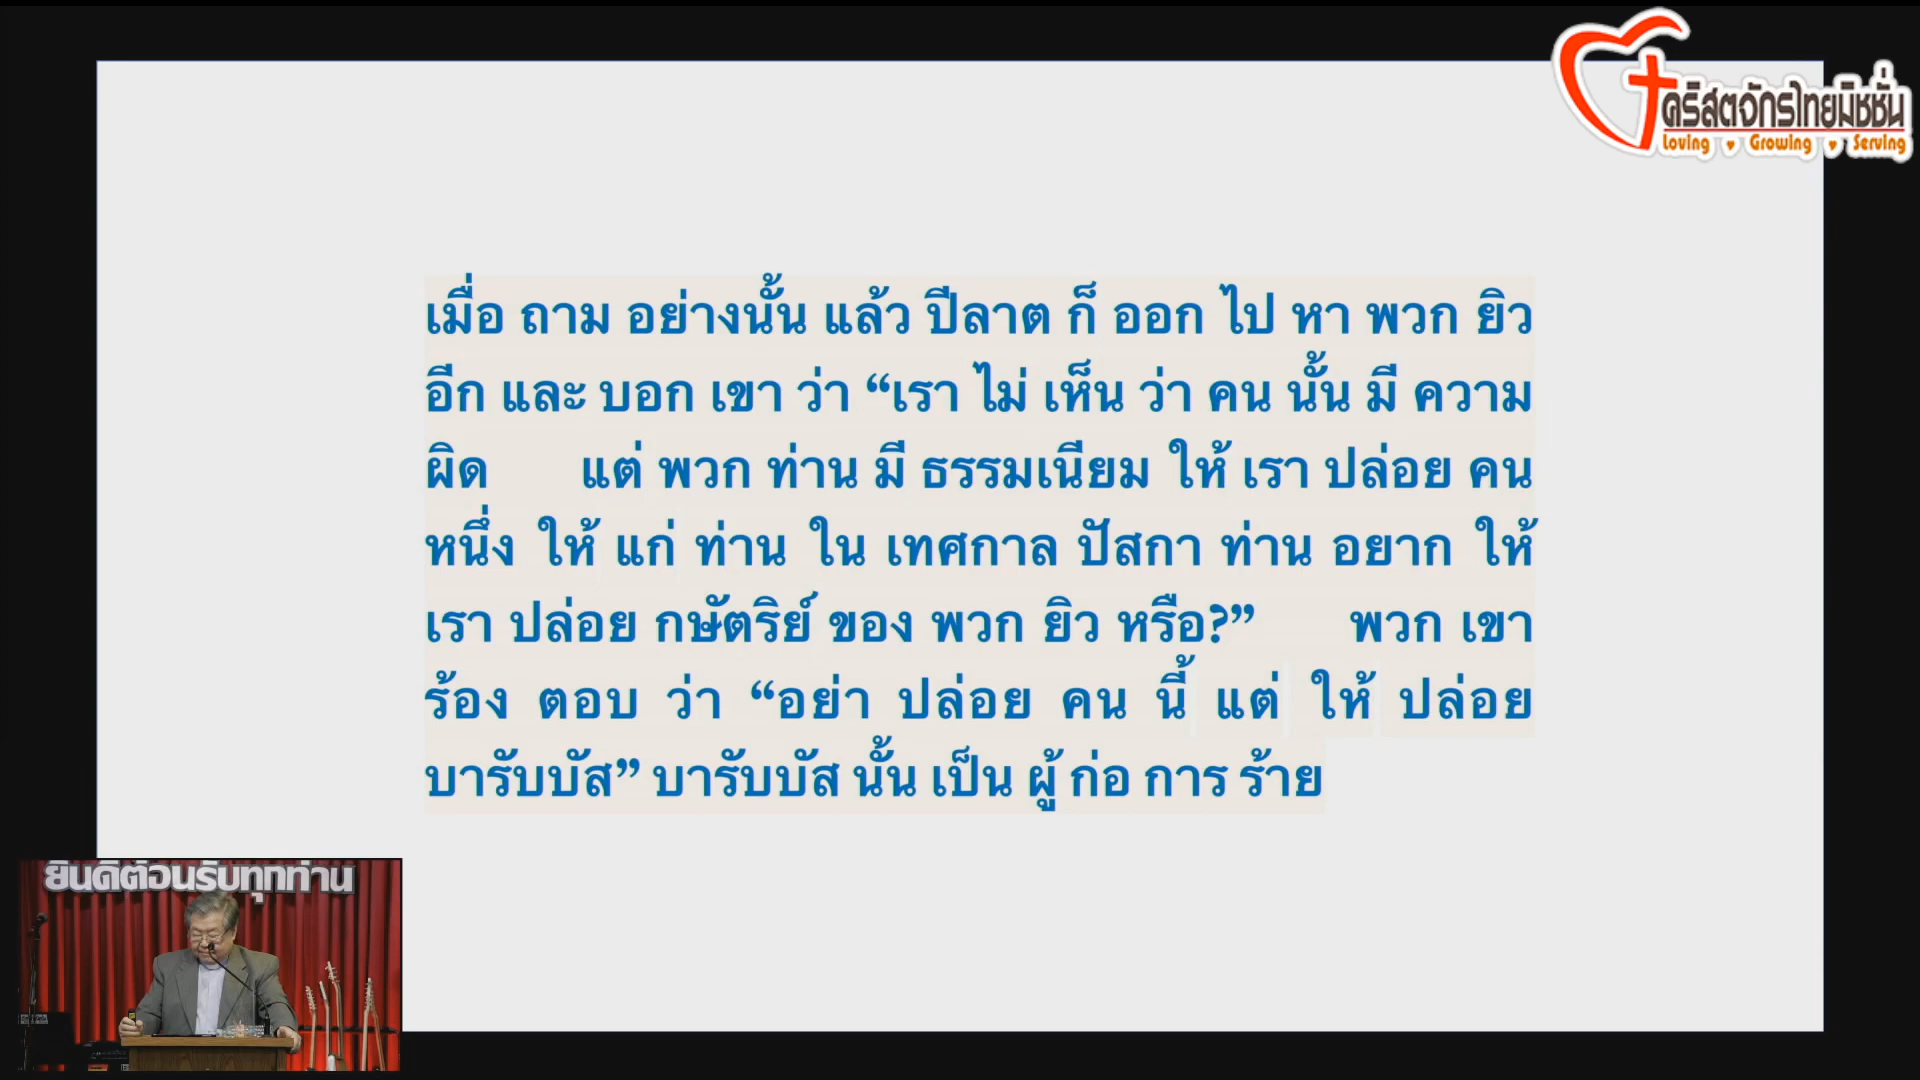 คริสตจักรไทยมิชชั่น
Loving ♥ Growing ♥ Serving
เมื่อ ถาม อย่างนั้น แล้ว ปีลาต ก็ ออก ไป หา พวก ยิว
อีก และ บอก เขา ว่า “เรา ไม่ เห็น ว่า คน นั้น มี ความ
ผิด แต่ พวก ท่าน มี ธรรมเนียม ให้ เรา ปล่อย คน
หนึ่ง ให้ แก่ ท่าน ใน เทศกาล ปัสกา ท่าน อยาก ให้
เรา ปล่อย กษัตริย์ ของ พวก ยิว หรือ?” พวก เขา
ร้อง ตอบ ว่า “อย่า ปล่อย คน นี้ แต่ ให้ ปล่อย
บารับบัส” บารับบัส นั้น เป็น ผู้ ก่อ การ ร้าย
ยินดีต้อนรับทุกท่าน